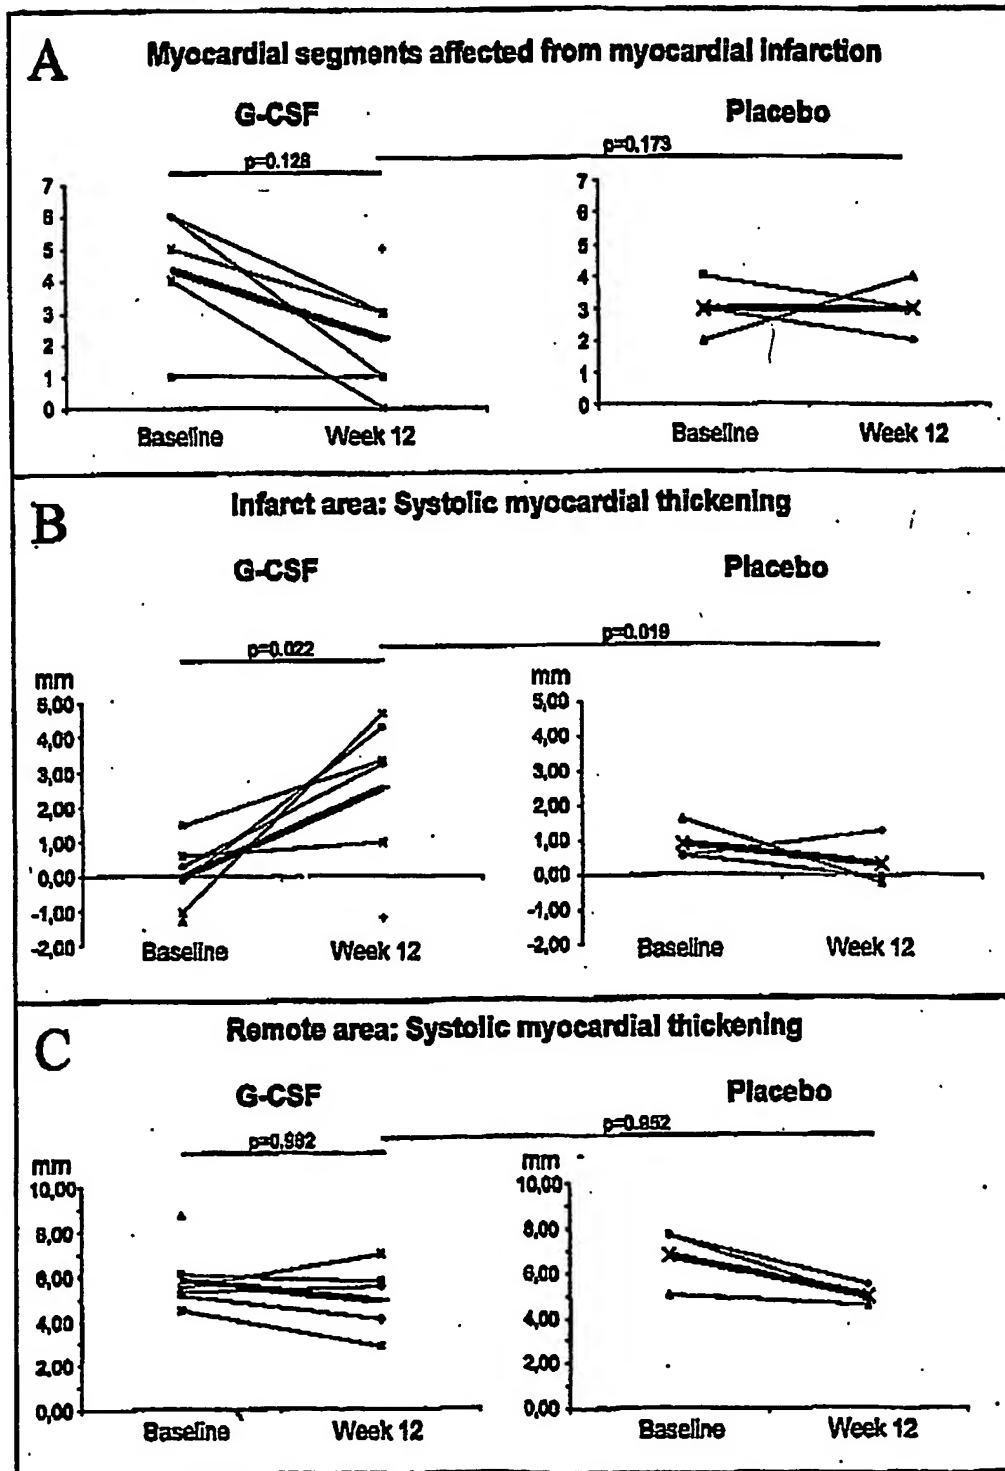 A
Myocardial segments affected from myocardial infarction
G-CSF Placebo
p=0.128 p=0.173
7
6
5
4
3
2
1
0
Baseline Week 12
7
6
5
4
3
2
1
0
Baseline Week 12
B
Infarct area: Systolic myocardial thickening
G-CSF Placebo
p=0.022 p=0.019
mm
5,00
4,00
3,00
2,00
1,00
0,00
-1,00
-2,00
Baseline Week 12
mm
5,00
4,00
3,00
2,00
1,00
0,00
-1,00
-2,00
Baseline Week 12
C
Remote area: Systolic myocardial thickening
G-CSF Placebo
mm
10,00
8,00
6,00
4,00
2,00
0,00
Baseline Week 12
mm
10,00
8,00
6,00
4,00
2,00
0,00
Baseline Week 12